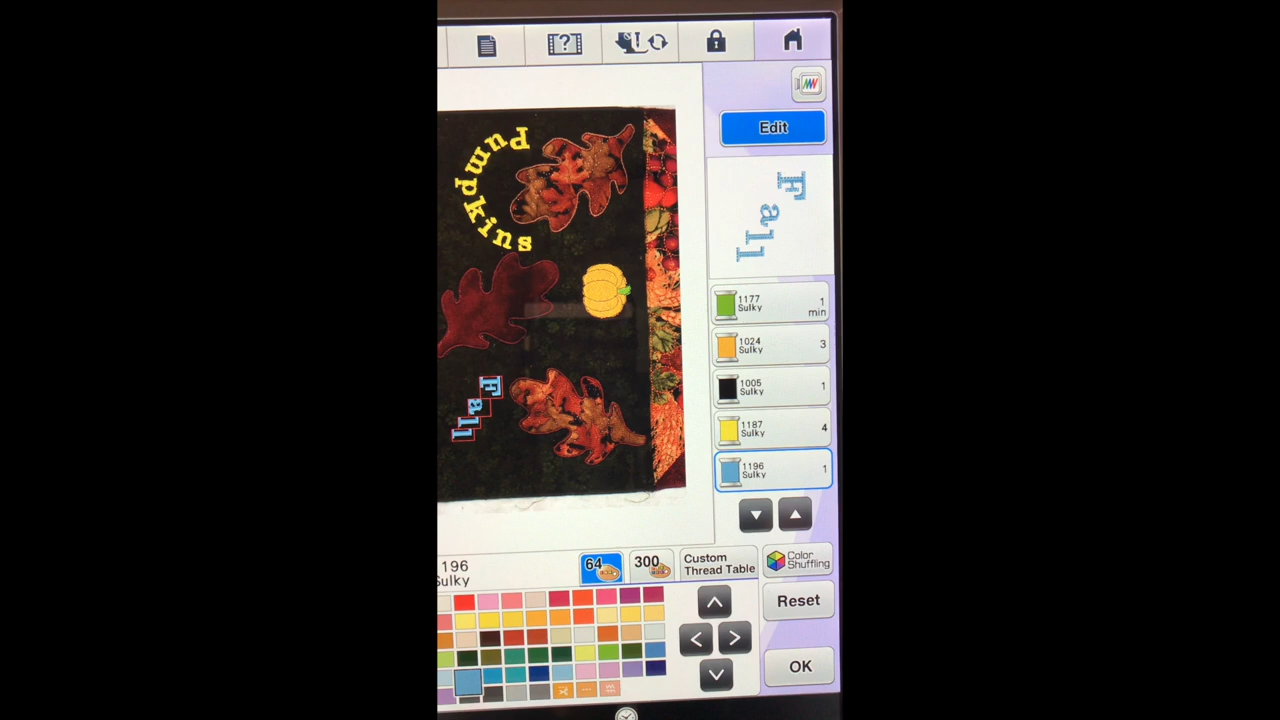 Edit
Pumpkins
Fall
Fall
1177
Sulky
1
min
1024
Sulky
3
1005
Sulky
1
1187
Sulky
4
1196
Sulky
1
196
Sulky
64
300
Custom
Thread Table
Color
Shuffling
Reset
OK